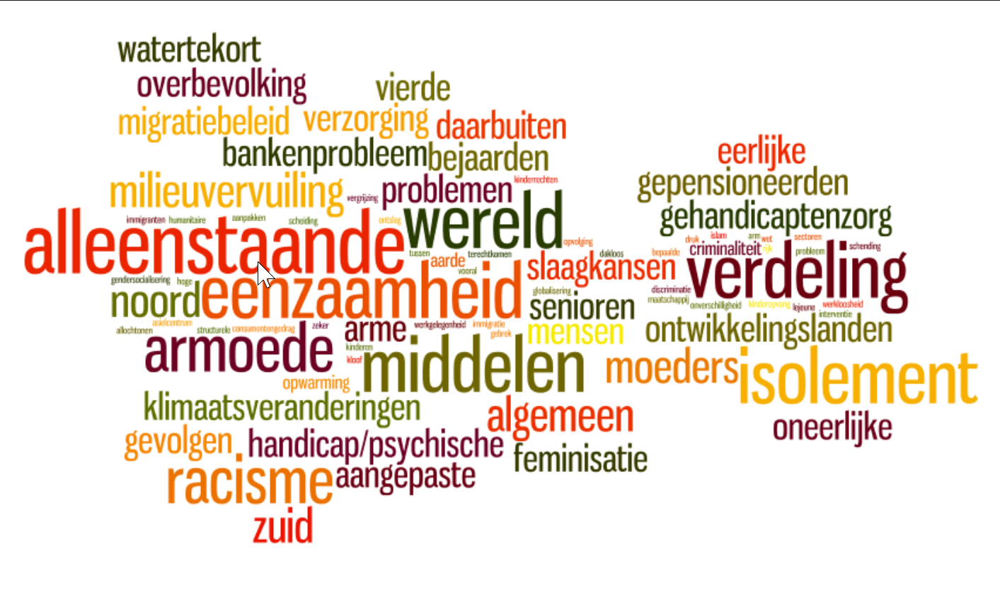 watertekort
overbevolking
vierde
migratiebeleid verzorging daarbuiten
bankenprobleem bejaarden
eerlijke
gepensioneerden
milieuvervuiling vergrijzing problemen kinderrechten
gehandicaptenzorg
immigranten humanitaire aanpakken scheiding ontslag
alleenstaande wereld
opvolging druk islam arm wet sectoren
tussen aarde terechtkomen dakloos bepaalde criminaliteit rijk probleem schending
vooral slaagkansen verdeling
gendersocialisering hoge
noord eenzaamheid globalisering senioren discriminatie
maatschappij onverschilligheid kinderopvang lejeune werkloosheid
interventie
asielcentrum
allochtonen structurele consumentengedrag zeker arme werkgelegenheid immigratie
gebrek mensen ontwikkelingslanden
armoede kinderen
kloof middelen moeders isolement
opwarming
klimaatsveranderingen algemeen oneerlijke
gevolgen handicap/psychische feminisatie
racisme aangepaste
zuid